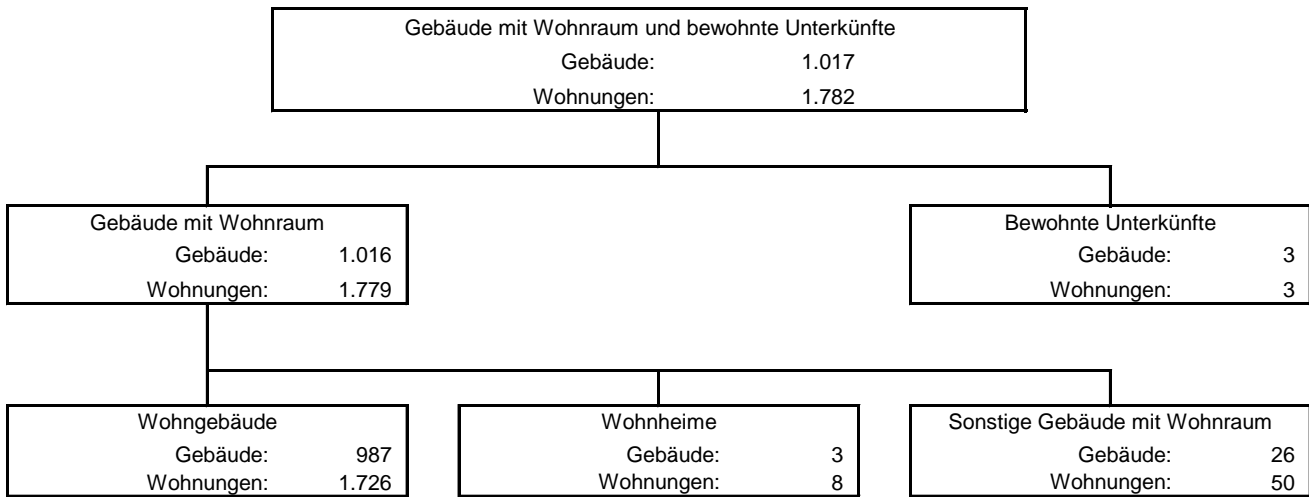 Gebäude mit Wohnraum und bewohnte Unterkünfte
Gebäude: 1.017
Wohnungen: 1.782
Gebäude mit Wohnraum
Gebäude: 1.016
Wohnungen: 1.779
Bewohnte Unterkünfte
Gebäude: 3
Wohnungen: 3
Wohngebäude
Gebäude: 987
Wohnungen: 1.726
Wohnheime
Gebäude: 3
Wohnungen: 8
Sonstige Gebäude mit Wohnraum
Gebäude: 26
Wohnungen: 50